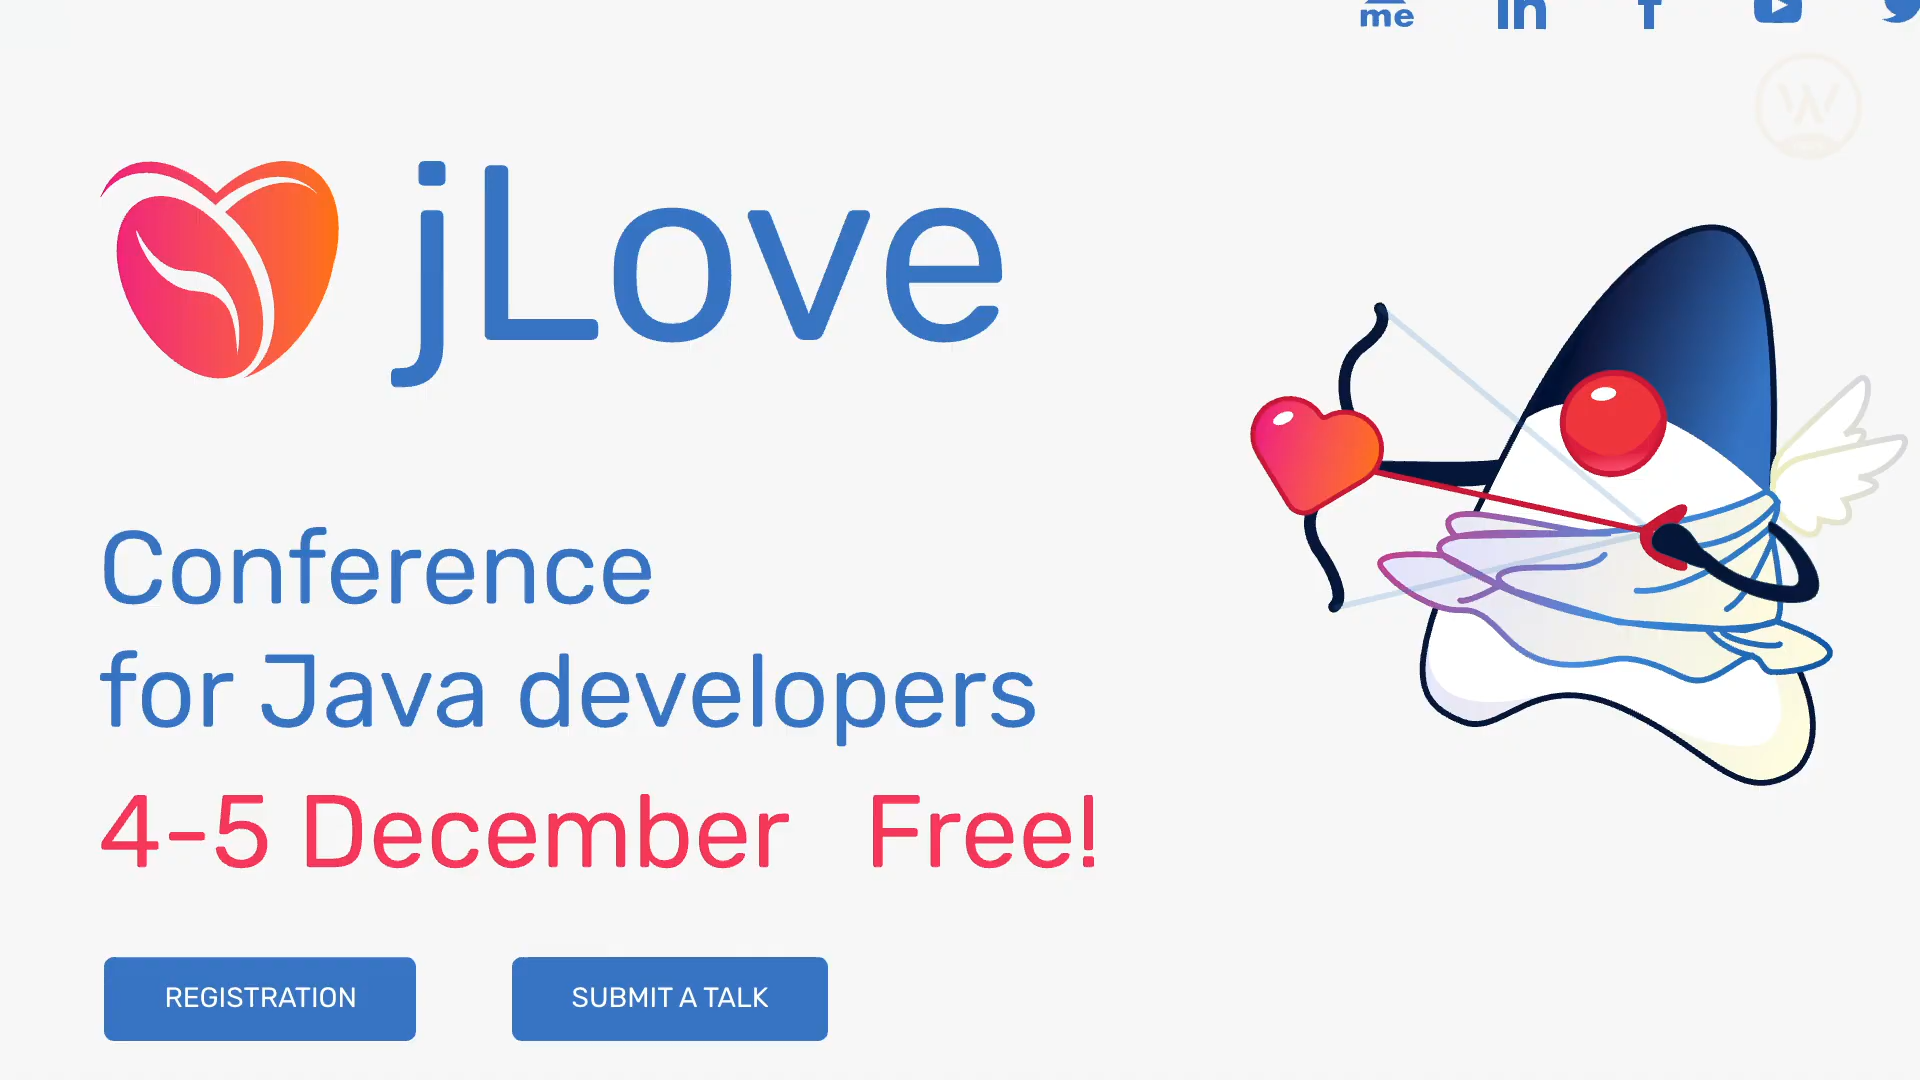 me
in
f
jLove
Conference
for Java developers
4-5 December Free!
REGISTRATION
SUBMIT A TALK